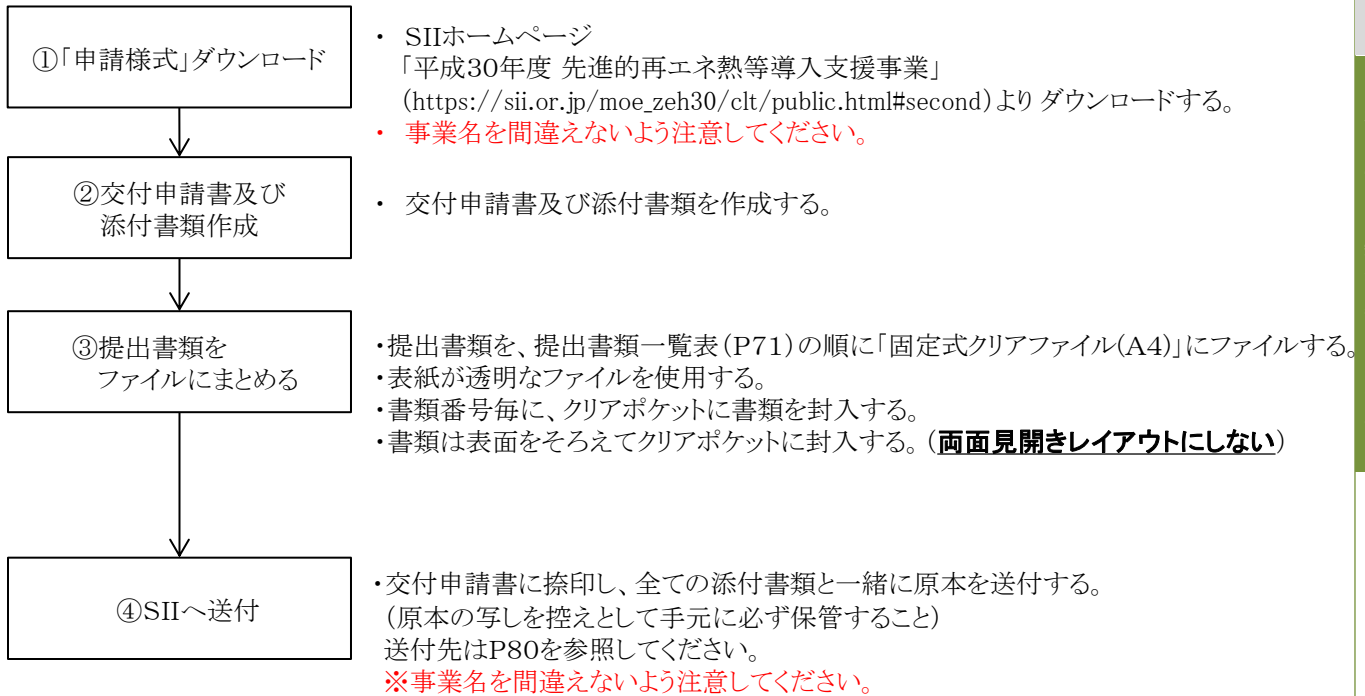 ①「申請様式」ダウンロード
・ SIIホームページ
「平成30年度 先進的再エネ熱等導入支援事業」
(https://sii.or.jp/moe_zeh30/clt/public.html#second)より ダウンロードする。
・ 事業名を間違えないよう注意してください。
②交付申請書及び
添付書類作成
・ 交付申請書及び添付書類を作成する。
③提出書類を
ファイルにまとめる
・提出書類を、提出書類一覧表(P71)の順に「固定式クリアファイル(A4)」にファイルする。
・表紙が透明なファイルを使用する。
・書類番号毎に、クリアポケットに書類を封入する。
・書類は表面をそろえてクリアポケットに封入する。(両面見開きレイアウトにしない)
④SIIへ送付
・交付申請書に捺印し、全ての添付書類と一緒に原本を送付する。
(原本の写しを控えとして手元に必ず保管すること)
送付先はP80を参照してください。
※事業名を間違えないよう注意してください。